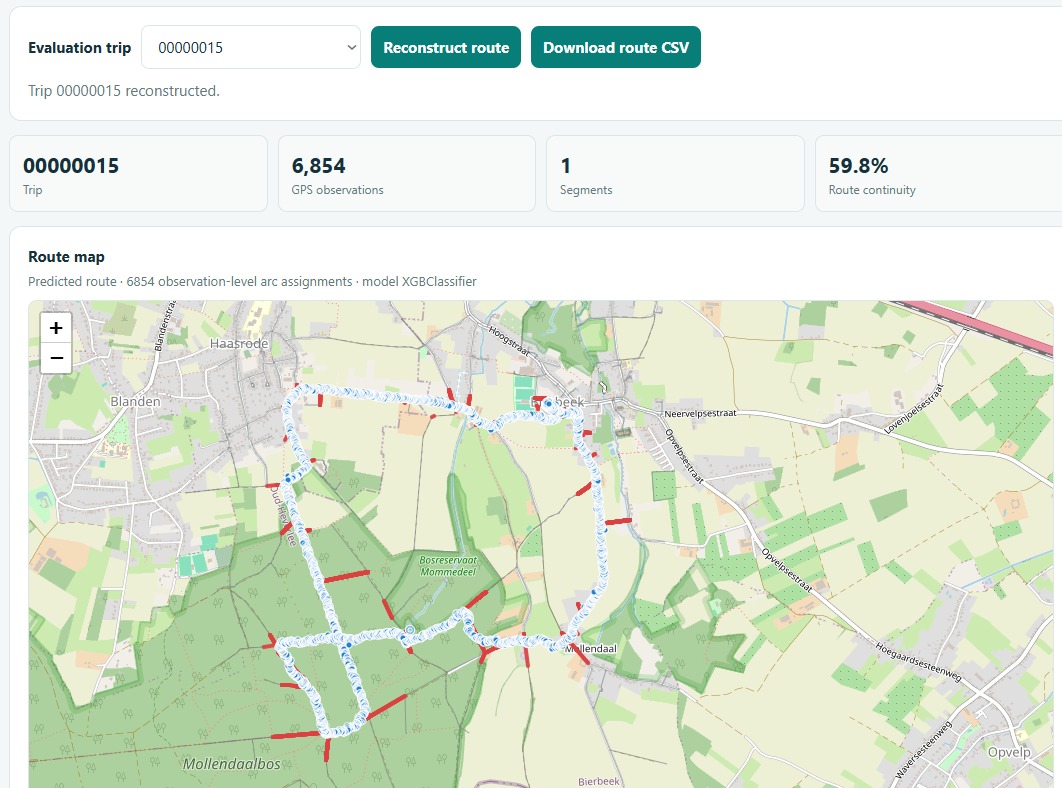 Evaluation trip
00000015
Reconstruct route
Download route CSV
Trip 00000015 reconstructed.
00000015
Trip
6,854
GPS observations
1
Segments
59.8%
Route continuity
Route map
Predicted route · 6854 observation-level arc assignments · model XGBClassifier
+
−
Blandenstraat
Haasrode
Hoogstraat
Blanden
Neervelpsestraat
Lovenjoelsestraat
Opvelpsestraat
Bosreservaat
Mommedeel
Opvelpsestraat
Mollendaal
Hoegaardsesteenweg
Waversesteenweg
Opvelp
Mollendaalbos
Bierbeek